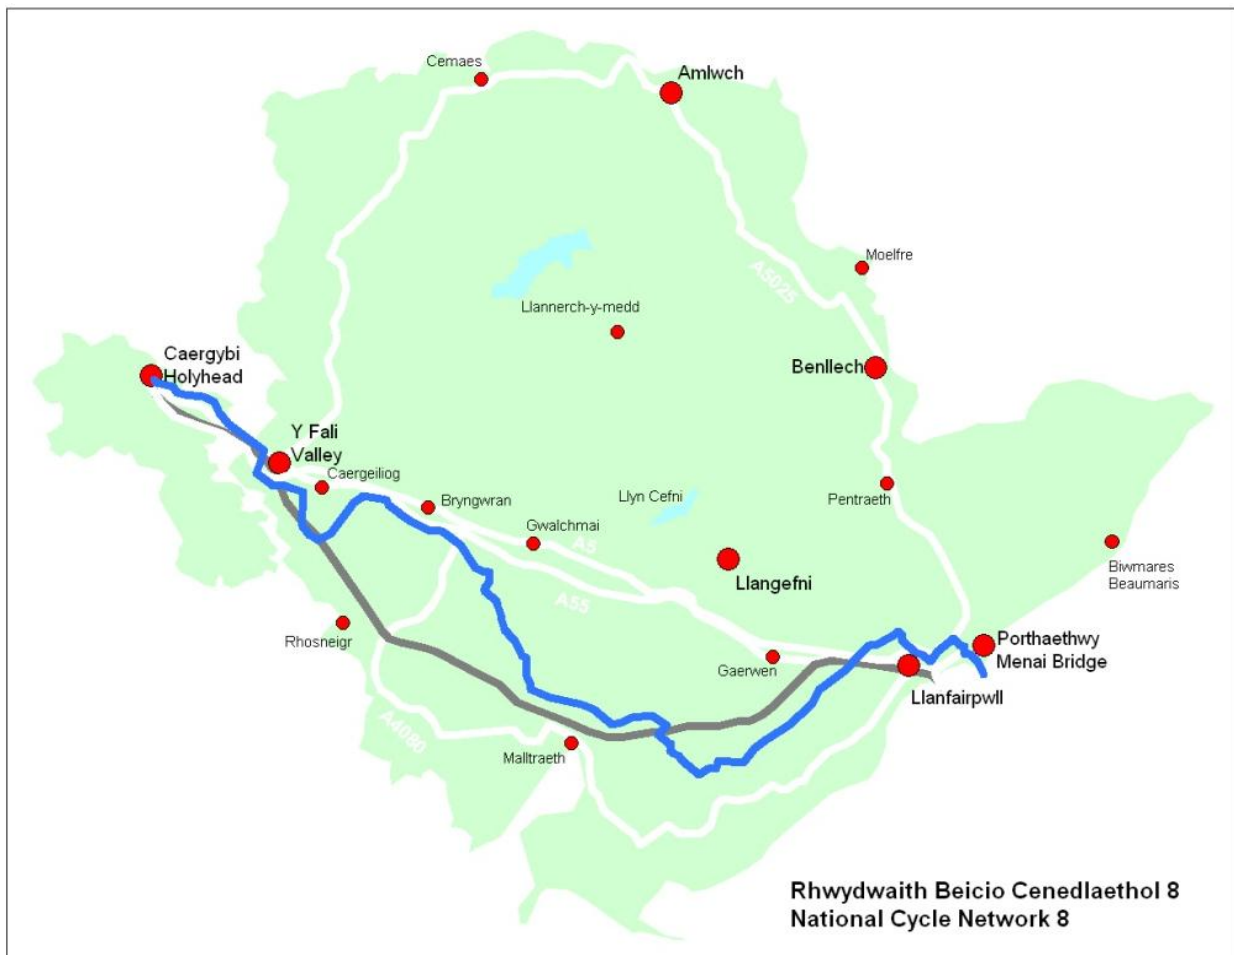 Cemaes
Amlwch
Moelfre
A5025
Llannerch-y-medd
Caergybi
Holyhead
Benllech
Y Fali
Valley
Caergeiliog
Bryngwran
Llyn Cefni
Pentraeth
Gwalchmai
A5
Biwmares
Beaumaris
Llangefni
A55
Rhosneigr
Porthaethwy
Menai Bridge
Gaerwen
Llanfairpwll
A4080
Malltraeth
Rhwydwaith Beicio Cenedlaethol 8
National Cycle Network 8